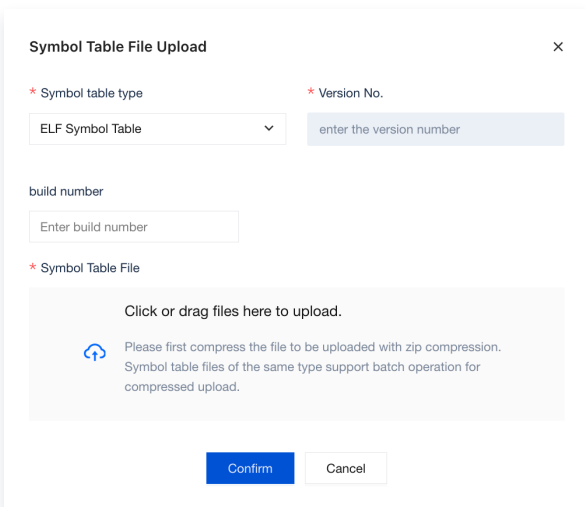 Symbol Table File Upload
* Symbol table type
* Version No.
ELF Symbol Table
enter the version number
build number
Enter build number
* Symbol Table File
Click or drag files here to upload.
Please first compress the file to be uploaded with zip compression.
Symbol table files of the same type support batch operation for
compressed upload.
Confirm
Cancel